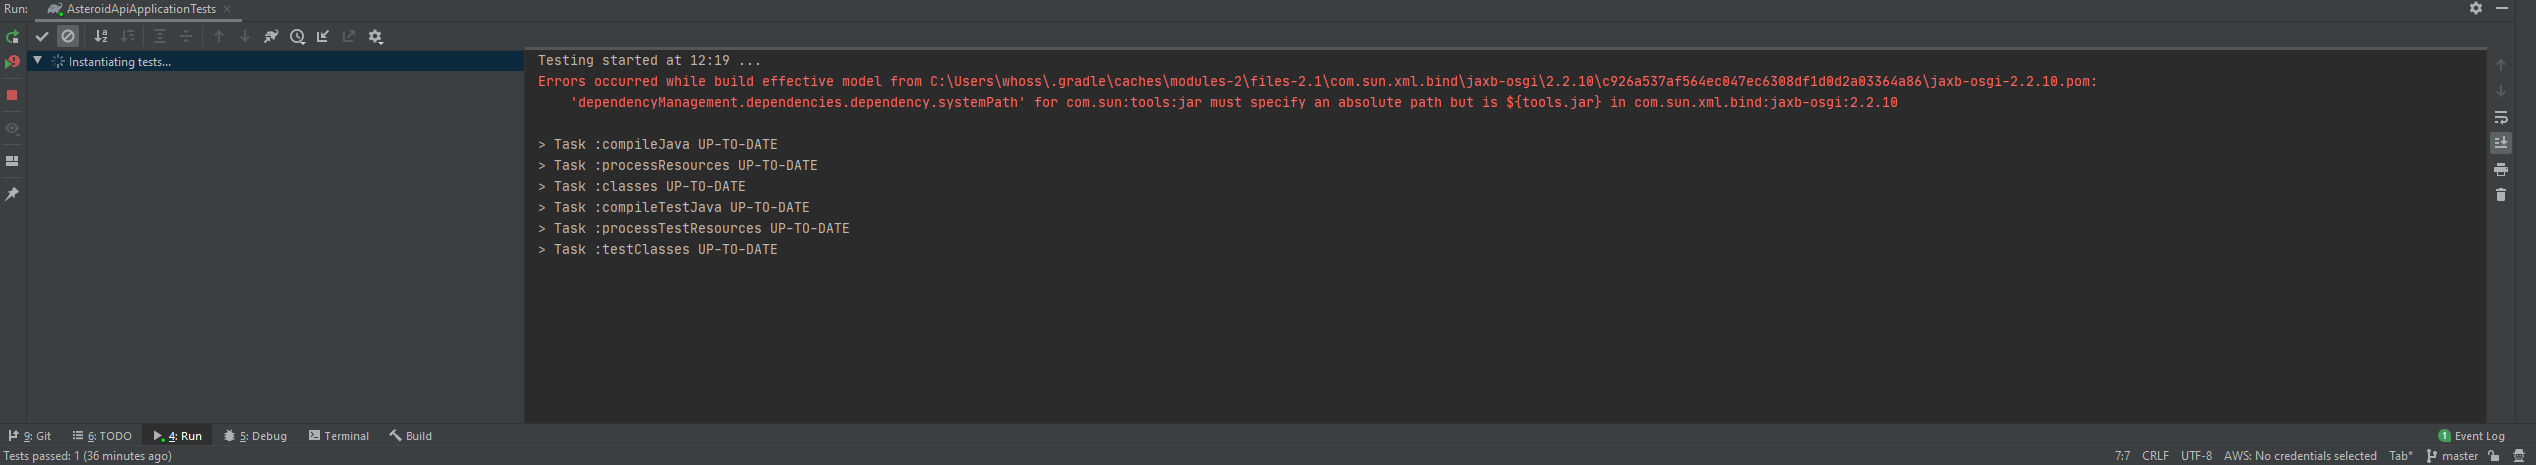 Run: AsteroidApiApplicationTests
Instantiating tests...
Testing started at 12:19 ...
Errors occurred while build effective model from C:\Users\whoss\.gradle\caches\modules-2\files-2.1\com.sun.xml.bind\jaxb-osgi\2.2.10\c926a537af564ec047ec6308df1d0d2a03364a86\jaxb-osgi-2.2.10.pom:
'dependencyManagement.dependencies.dependency.systemPath' for com.sun:tools:jar must specify an absolute path but is ${tools.jar} in com.sun.xml.bind:jaxb-osgi:2.2.10
> Task :compileJava UP-TO-DATE
> Task :processResources UP-TO-DATE
> Task :classes UP-TO-DATE
> Task :compileTestJava UP-TO-DATE
> Task :processTestResources UP-TO-DATE
> Task :testClasses UP-TO-DATE
9: Git 6: TODO 4: Run 5: Debug Terminal Build 1 Event Log
Tests passed: 1 (36 minutes ago) 7:7 CRLF UTF-8 AWS: No credentials selected Tab* master